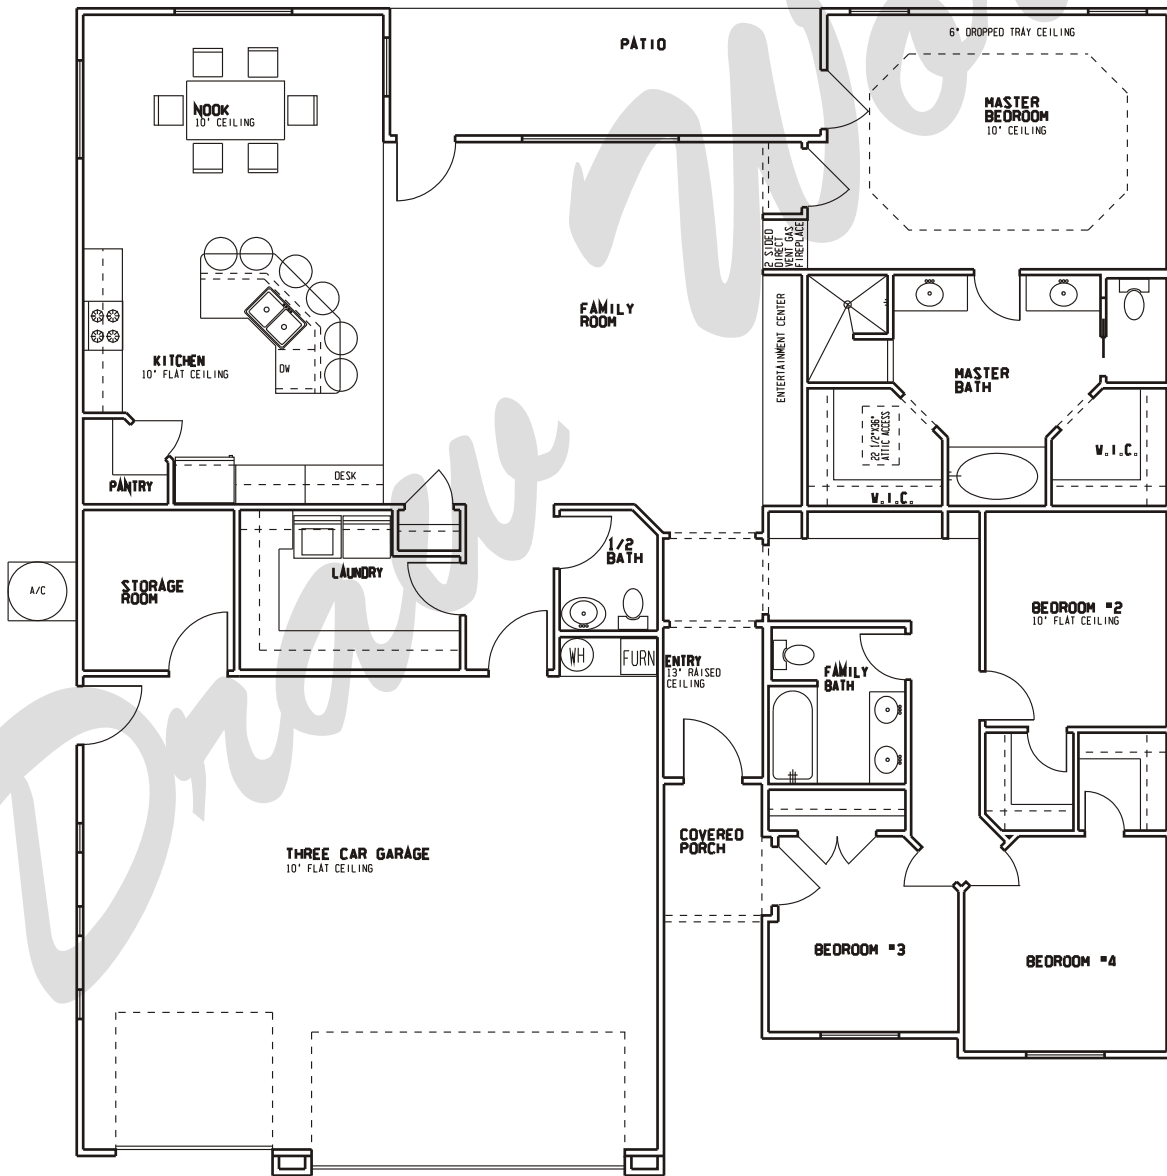 PATIO
6" DROPPED TRAY CEILING
NOOK
10' CEILING
MASTER
BEDROOM
10' CEILING
2 SIDED
DIRECT
VENT GAS
FIREPLACE
FAMILY
ROOM
ENTERTAINMENT CENTER
KITCHEN
10' FLAT CEILING
DW
MASTER
BATH
22 1/2"X36"
ATTIC ACCESS
W.I.C.
W.I.C.
PANTRY
DESK
1/2
BATH
LAUNDRY
STORAGE
ROOM
A/C
BEDROOM #2
10' FLAT CEILING
WH
FURN
ENTRY
13' RAISED
CEILING
FAMILY
BATH
COVERED
PORCH
THREE CAR GARAGE
10' FLAT CEILING
BEDROOM #3
BEDROOM #4
Draw